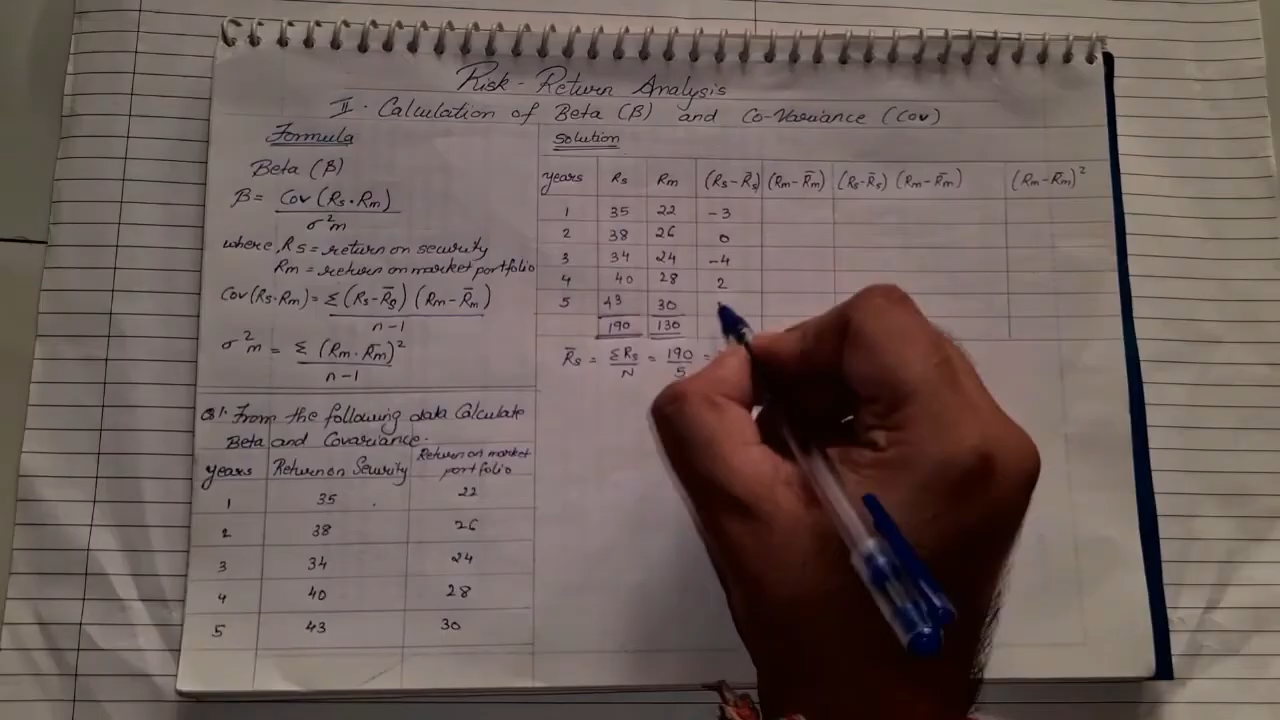 Risk-Return Analysis
II. Calculation of Beta (β) and Co-Variance (Cov)
Formula
Beta (β)
β = Cov (Rs·Rm)
σ²m
where, Rs = return on security
Rm = return on market portfolio
Cov (Rs·Rm) = Σ (Rs-R̄s) (Rm-R̄m)
n-1
σ²m = Σ (Rm-R̄m)²
n-1
Q1. From the following data Calculate
Beta and Covariance.
years Return on Security Return on market portfolio
1 35 22
2 38 26
3 34 24
4 40 28
5 43 30
Solution
years Rs Rm (Rs-R̄s) (Rm-R̄m) (Rs-R̄s) (Rm-R̄m) (Rm-R̄m)²
1 35 22 -3
2 38 26 0
3 34 24 -4
4 40 28 2
5 43 30
190 130
R̄s = ΣRs = 190 =
N 5